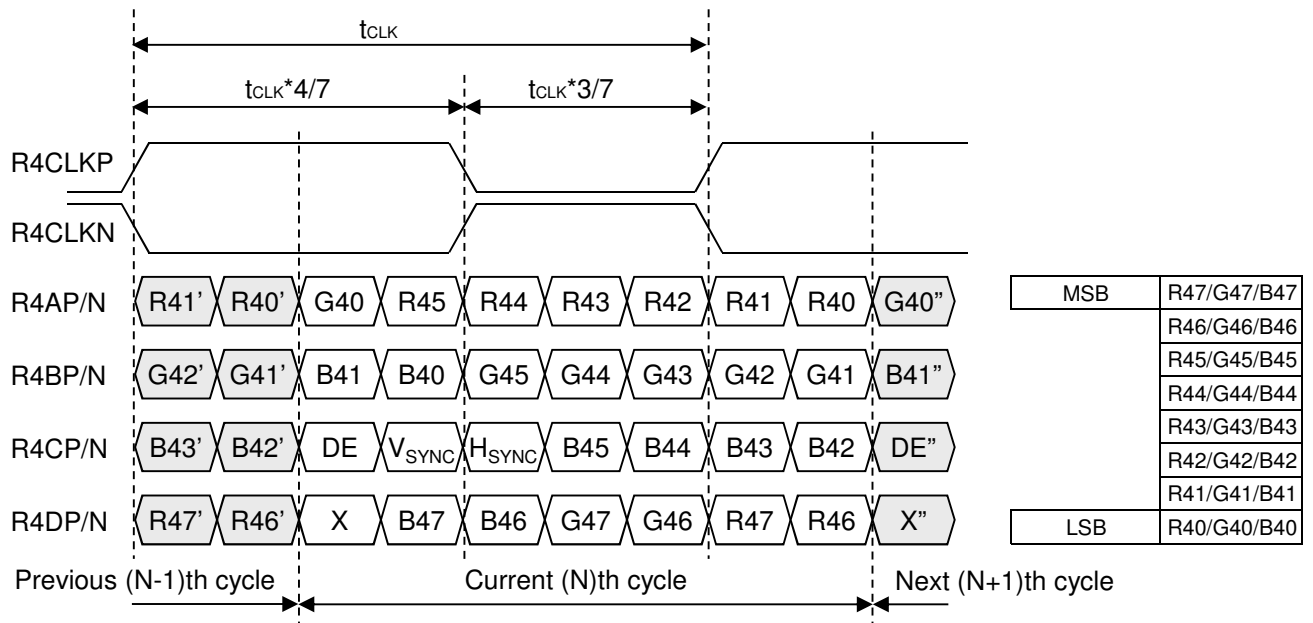 tCLK
tCLK*4/7 tCLK*3/7
R4CLKP
R4CLKN
R4AP/N R41’ R40’ G40 R45 R44 R43 R42 R41 R40 G40”
R4BP/N G42’ G41’ B41 B40 G45 G44 G43 G42 G41 B41”
R4CP/N B43’ B42’ DE VSYNC HSYNC B45 B44 B43 B42 DE”
R4DP/N R47’ R46’ X B47 B46 G47 G46 R47 R46 X”
Previous (N-1)th cycle Current (N)th cycle Next (N+1)th cycle
MSB R47/G47/B47
R46/G46/B46
R45/G45/B45
R44/G44/B44
R43/G43/B43
R42/G42/B42
R41/G41/B41
LSB R40/G40/B40